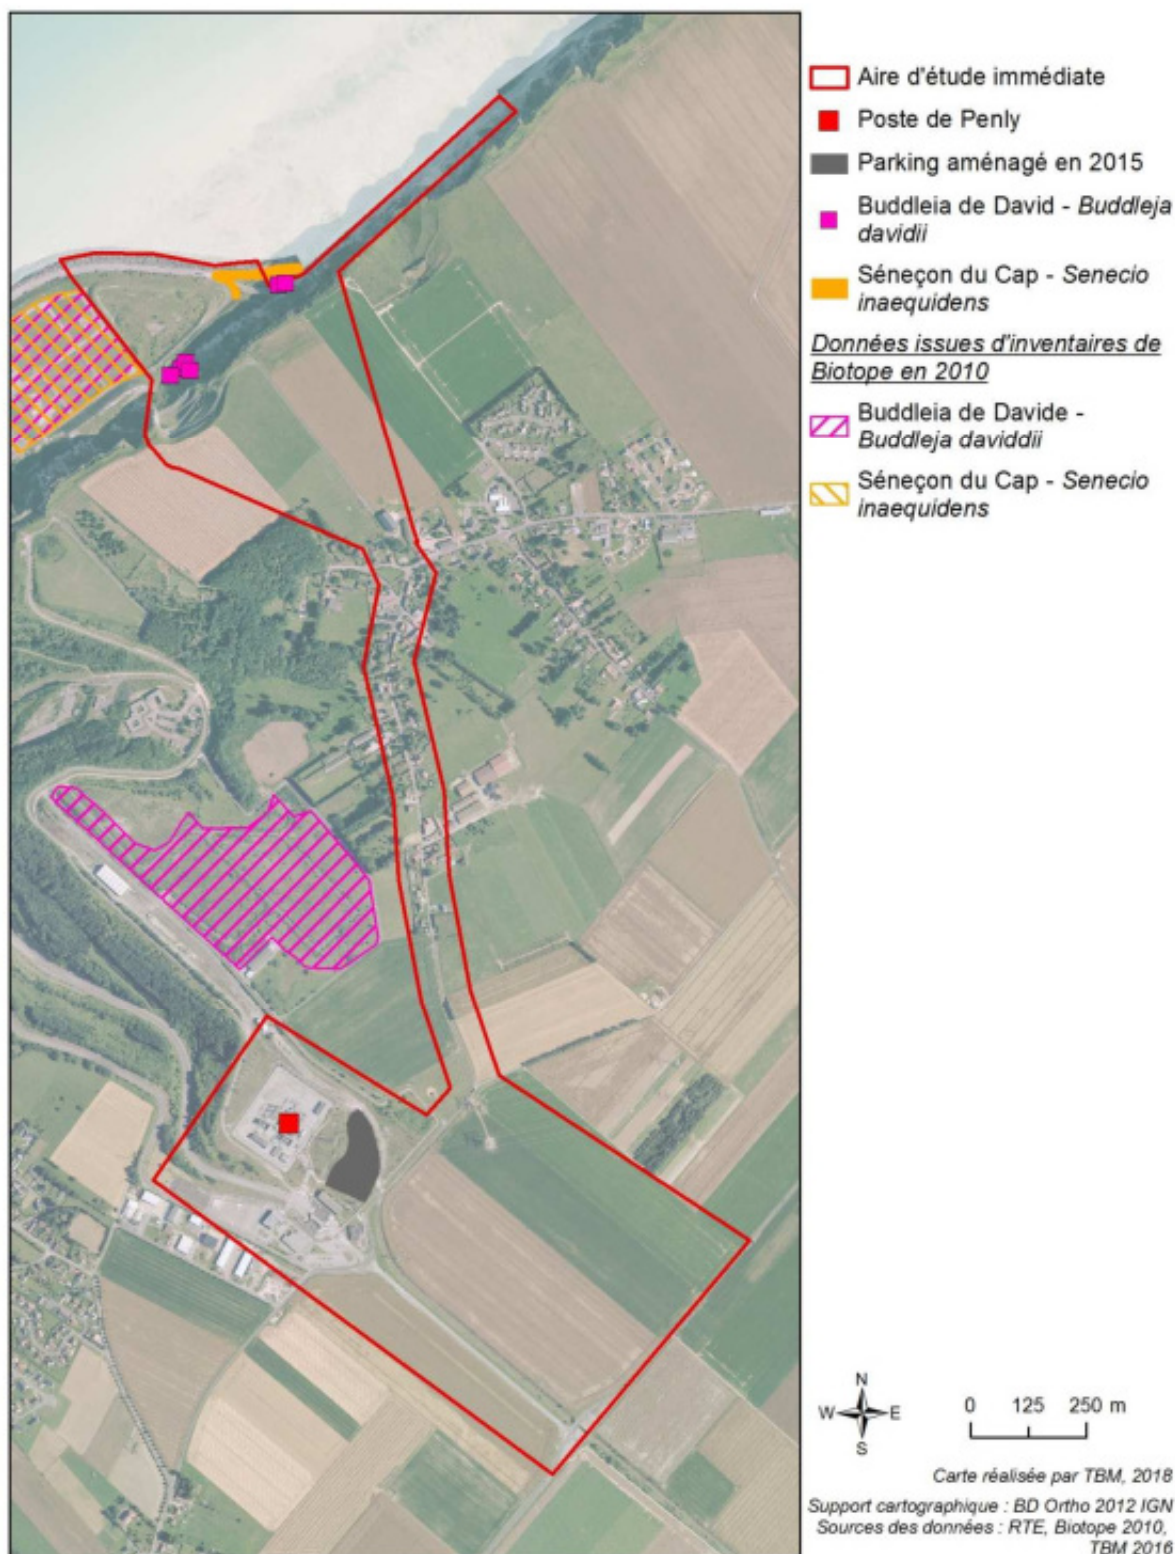 Aire d'étude immédiate
Poste de Penly
Parking aménagé en 2015
Buddleia de David - Buddleja
davidii
Séneçon du Cap - Senecio
inaequidens
Données issues d'inventaires de
Biotope en 2010
Buddleia de Davide -
Buddleja daviddii
Séneçon du Cap - Senecio
inaequidens
N
W E
S
0 125 250 m
Carte réalisée par TBM, 2018
Support cartographique : BD Ortho 2012 IGN
Sources des données : RTE, Biotope 2010,
TBM 2016